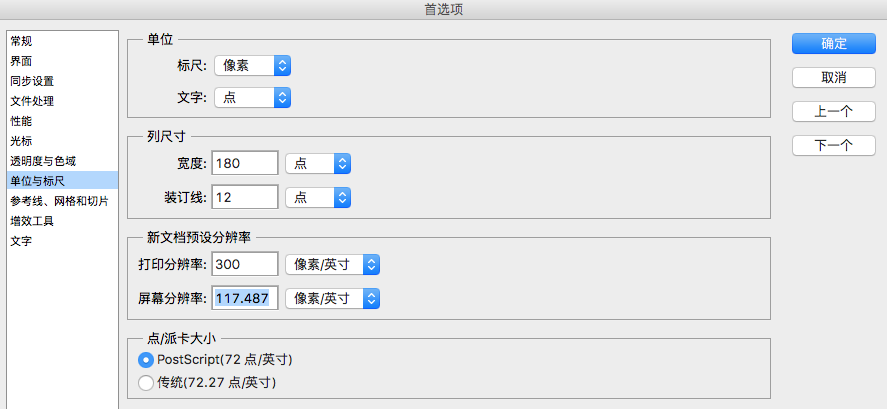 首选项
常规
界面
同步设置
文件处理
性能
光标
透明度与色域
单位与标尺
参考线、网格和切片
增效工具
文字
单位
标尺: 像素
文字: 点
列尺寸
宽度: 180 点
装订线: 12 点
新文档预设分辨率
打印分辨率: 300 像素/英寸
屏幕分辨率: 117.487 像素/英寸
点/派卡大小
PostScript(72 点/英寸)
传统(72.27 点/英寸)
确定
取消
上一个
下一个